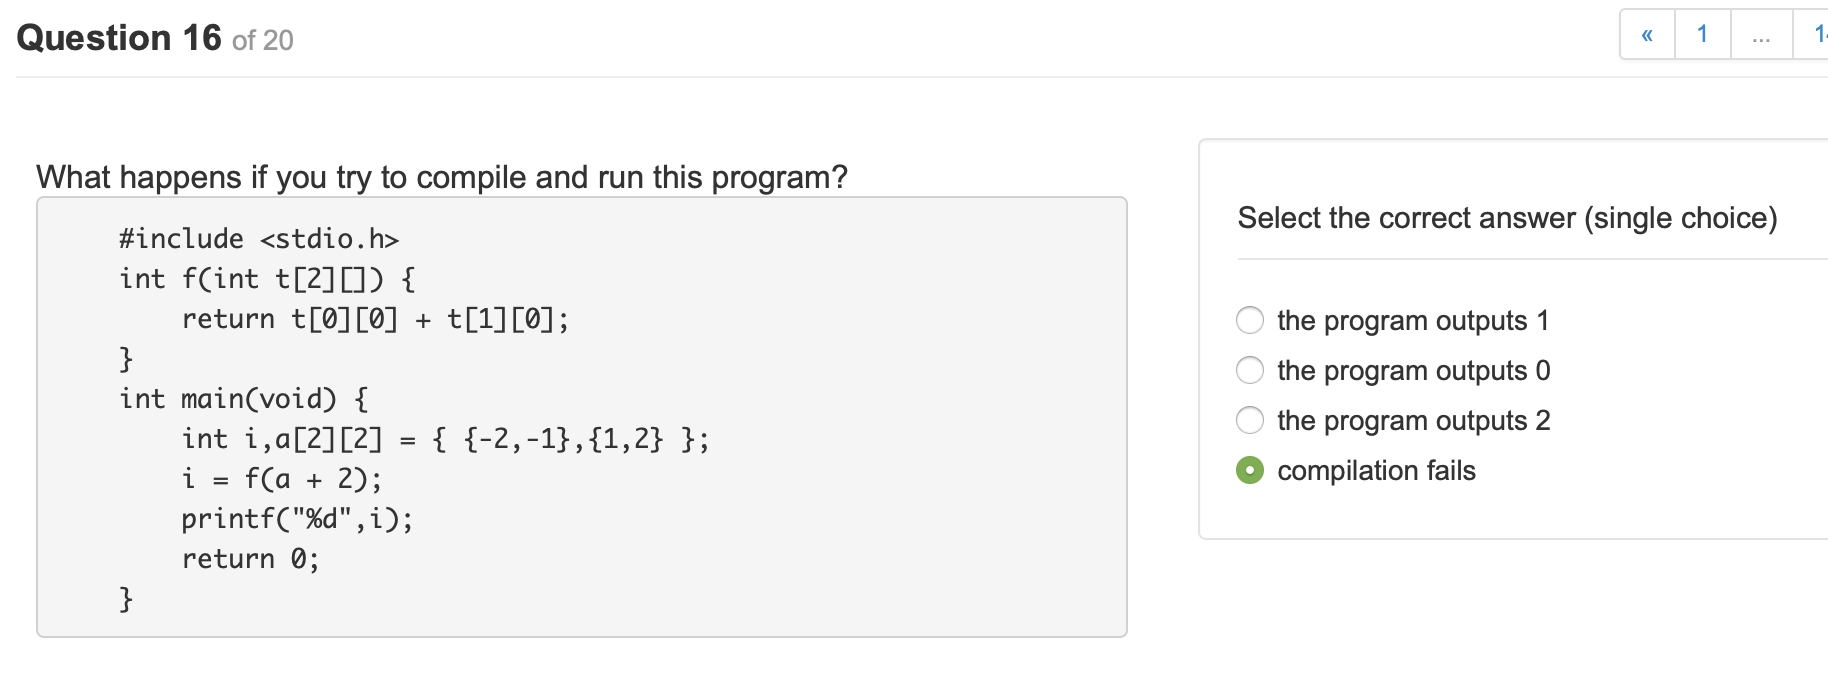 Question 16 of 20
« 1 ...
What happens if you try to compile and run this program?
#include <stdio.h>
int f(int t[2][]) {
    return t[0][0] + t[1][0];
}
int main(void) {
    int i,a[2][2] = { {-2,-1},{1,2} };
    i = f(a + 2);
    printf("%d",i);
    return 0;
}
Select the correct answer (single choice)
the program outputs 1
the program outputs 0
the program outputs 2
compilation fails